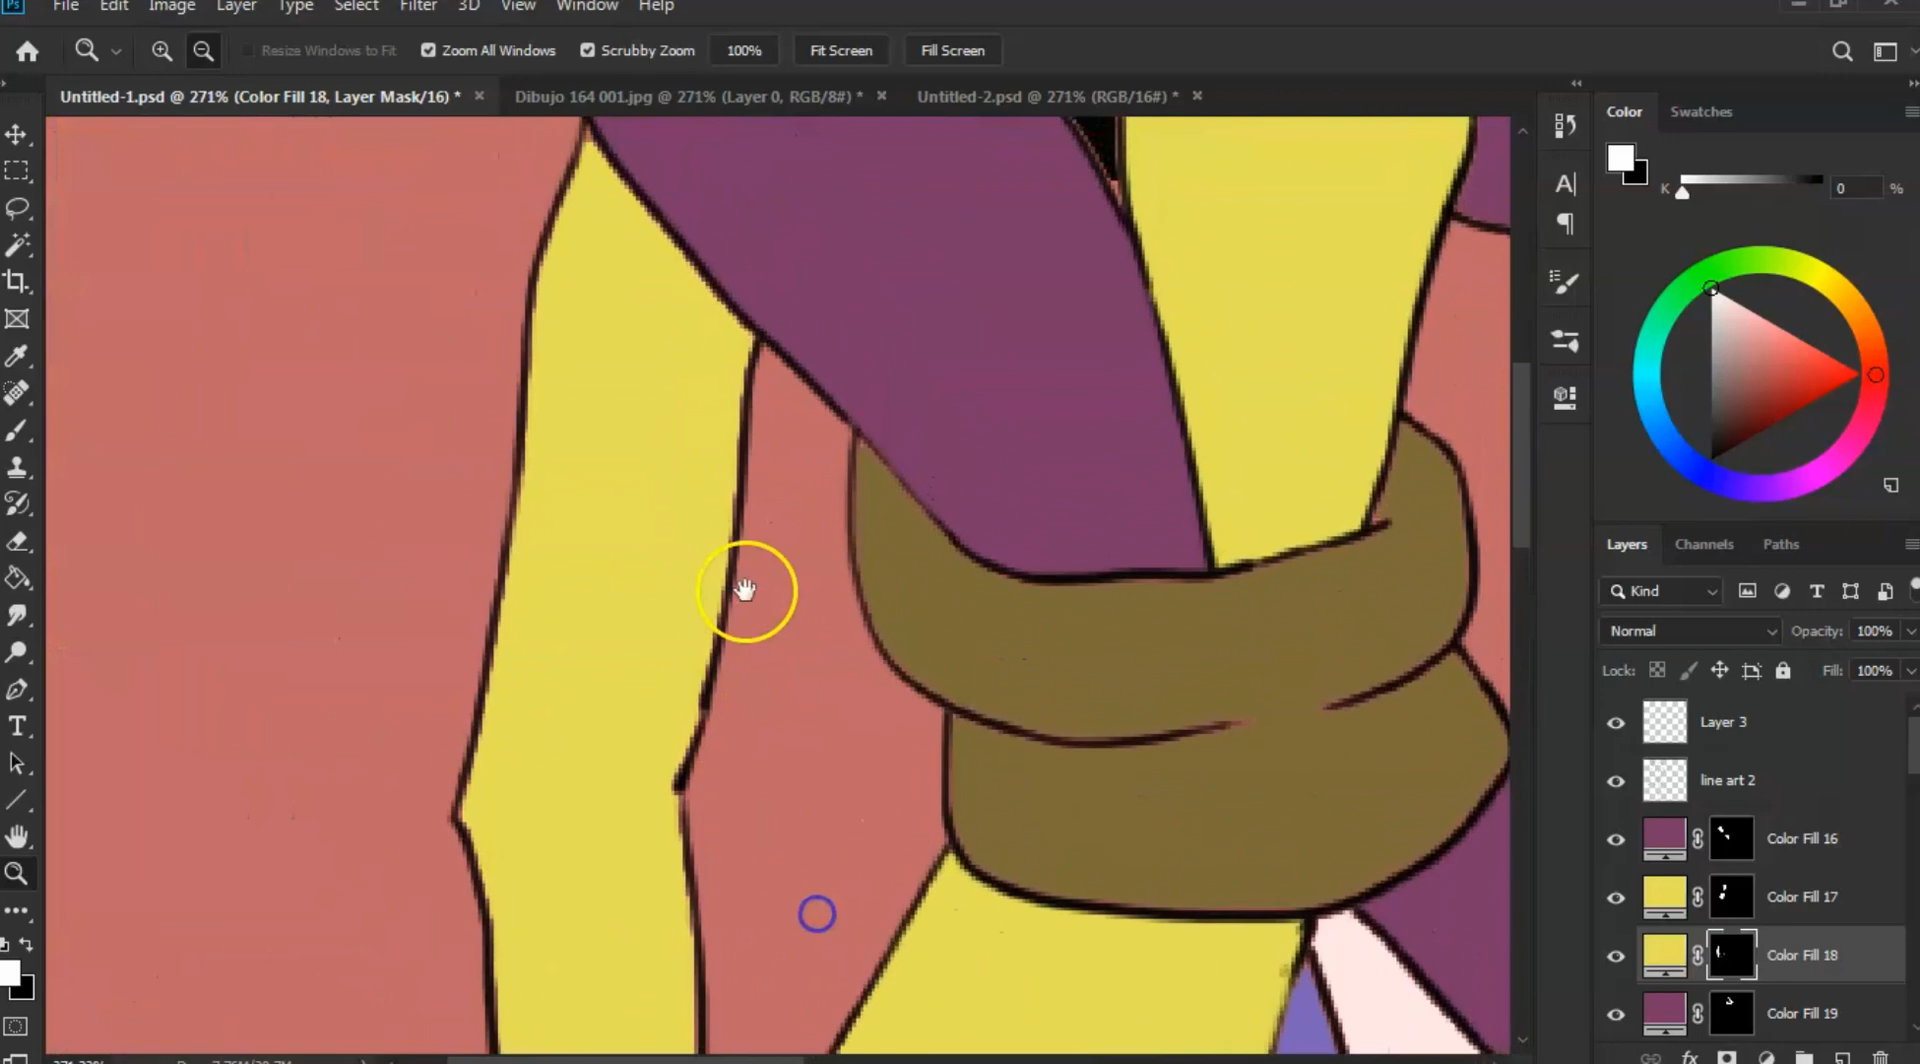 Ps File Edit Image Layer Type Select Filter 3D View Window Help
Resize Windows to Fit Zoom All Windows Scrubby Zoom 100% Fit Screen Fill Screen
Untitled-1.psd @ 271% (Color Fill 18, Layer Mask/16) * Dibujo 164 001.jpg @ 271% (Layer 0, RGB/8#) * Untitled-2.psd @ 271% (RGB/16#) *
Color Swatches
K 0 %
Layers Channels Paths
Kind
Normal Opacity: 100%
Lock: Fill: 100%
Layer 3
line art 2
Color Fill 16
Color Fill 17
Color Fill 18
Color Fill 19